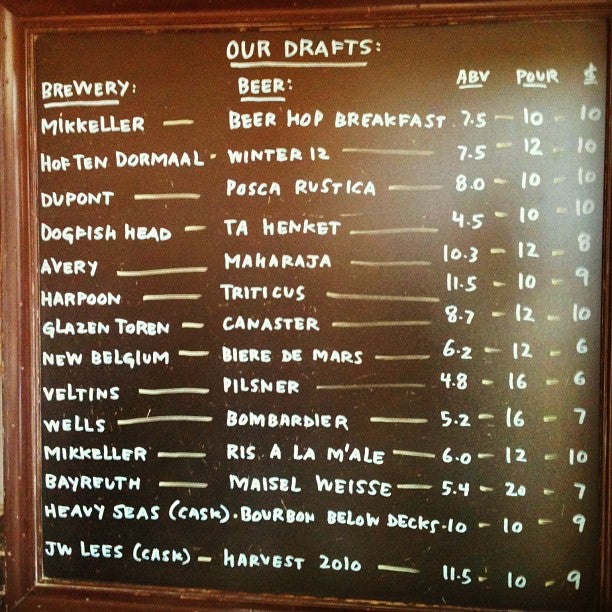 OUR DRAFTS:
BREWERY: BEER: ABV POUR $
MIKKELLER — BEER HOP BREAKFAST. 7.5 — 10 — 10
HOF TEN DORMAAL - WINTER 12 — 7.5 — 12 — 10
DUPONT — POSCA RUSTICA — 8.0 — 10 — 10
DOGFISH HEAD — TA HENKET — 4.5 — 10 — 10
AVERY — MAHARAJA — 10.3 — 12 — 8
HARPOON — TRITICUS — 11.5 — 10 — 9
GLAZEN TOREN — CANASTER — 8.7 — 12 — 10
NEW BELGIUM — BIERE DE MARS — 6.2 — 12 — 6
VELTINS — PILSNER — 4.8 — 16 — 6
WELLS — BOMBARDIER — 5.2 — 16 — 7
MIKKELLER — RIS A LA M'ALE — 6.0 — 12 — 10
BAYREUTH — MAISEL WEISSE — 5.4 — 20 — 7
HEAVY SEAS (CASK) - BOURBON BELOW DECKS - 10 — 10 — 9
JW LEES (CASK) — HARVEST 2010 — 11.5 — 10 — 9